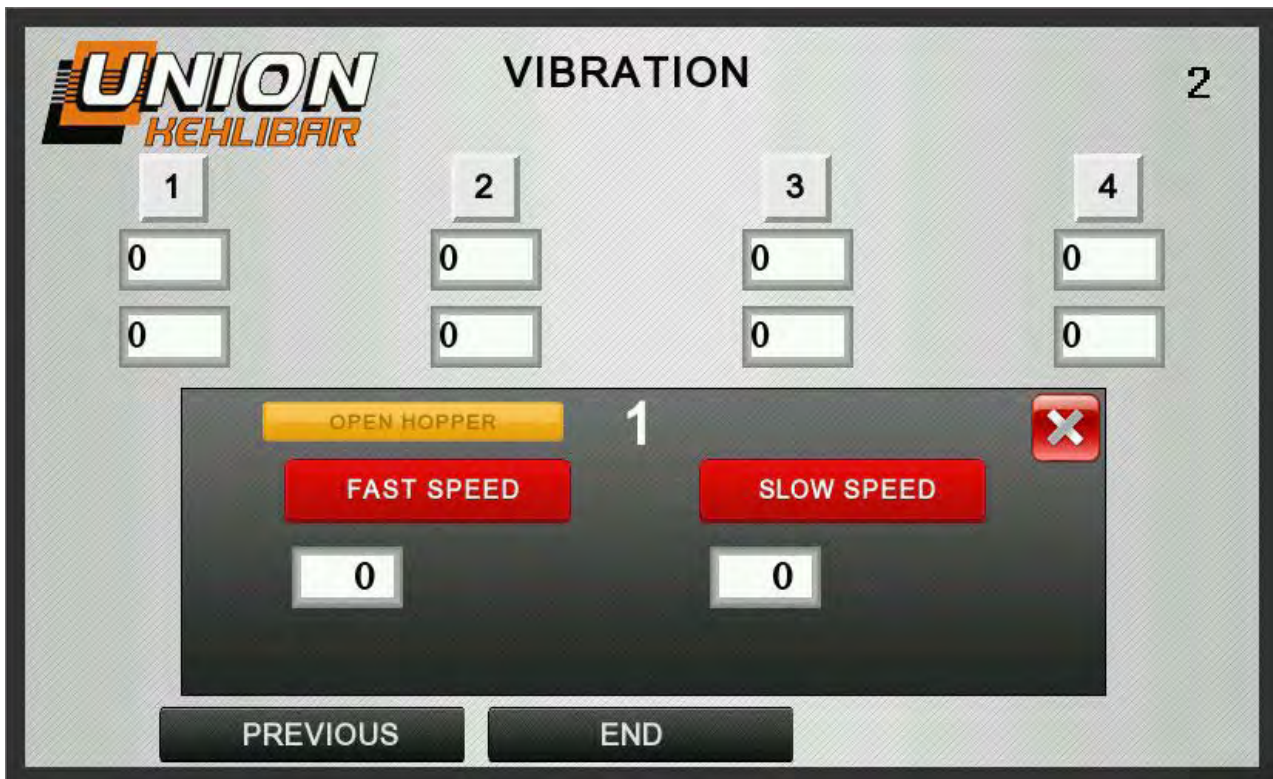 UNION
KEHLIBAR
VIBRATION
2
1 2 3 4
0 0 0 0
0 0 0 0
OPEN HOPPER 1
FAST SPEED SLOW SPEED
0 0
PREVIOUS END